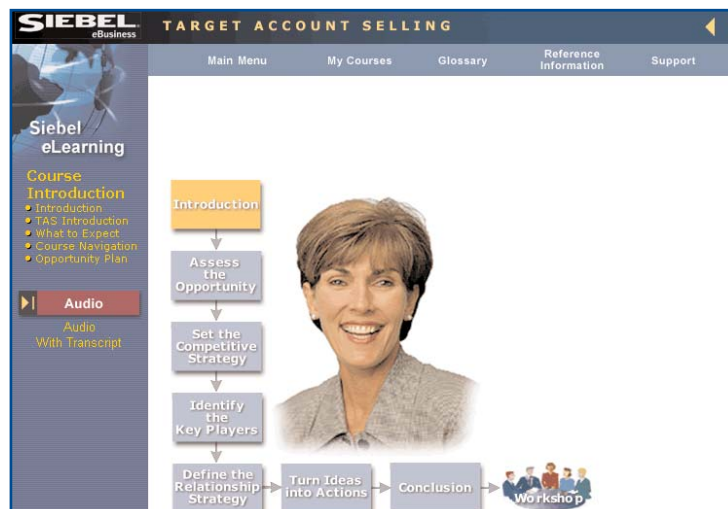 SIEBEL.
eBusiness
TARGET ACCOUNT SELLING
Main Menu
My Courses
Glossary
Reference
Information
Support
Siebel
eLearning
Course
Introduction
Introduction
TAS Introduction
What to Expect
Course Navigation
Opportunity Plan
Audio
Audio
With Transcript
Introduction
Assess
the
Opportunity
Set the
Competitive
Strategy
Identify
the
Key Players
Define the
Relationship
Strategy
Turn Ideas
into Actions
Conclusion
Workshop